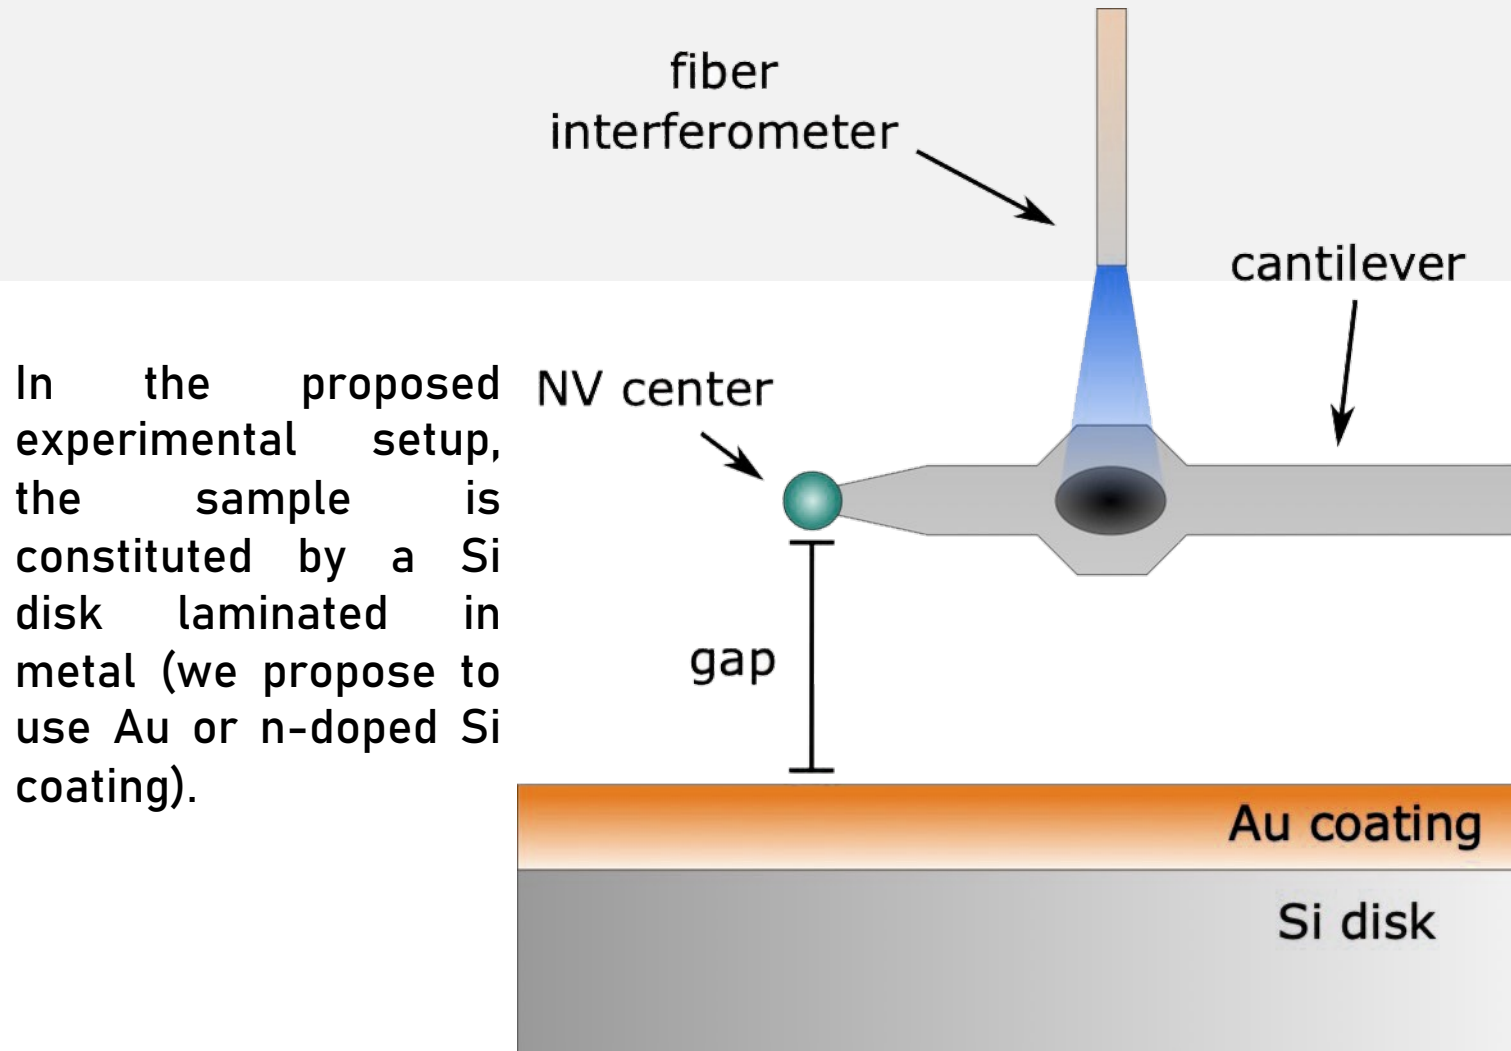 fiber
interferometer
cantilever
NV center
In the proposed
experimental setup,
the sample is
constituted by a Si
disk laminated in
metal (we propose to
use Au or n-doped Si
coating).
gap
Au coating
Si disk